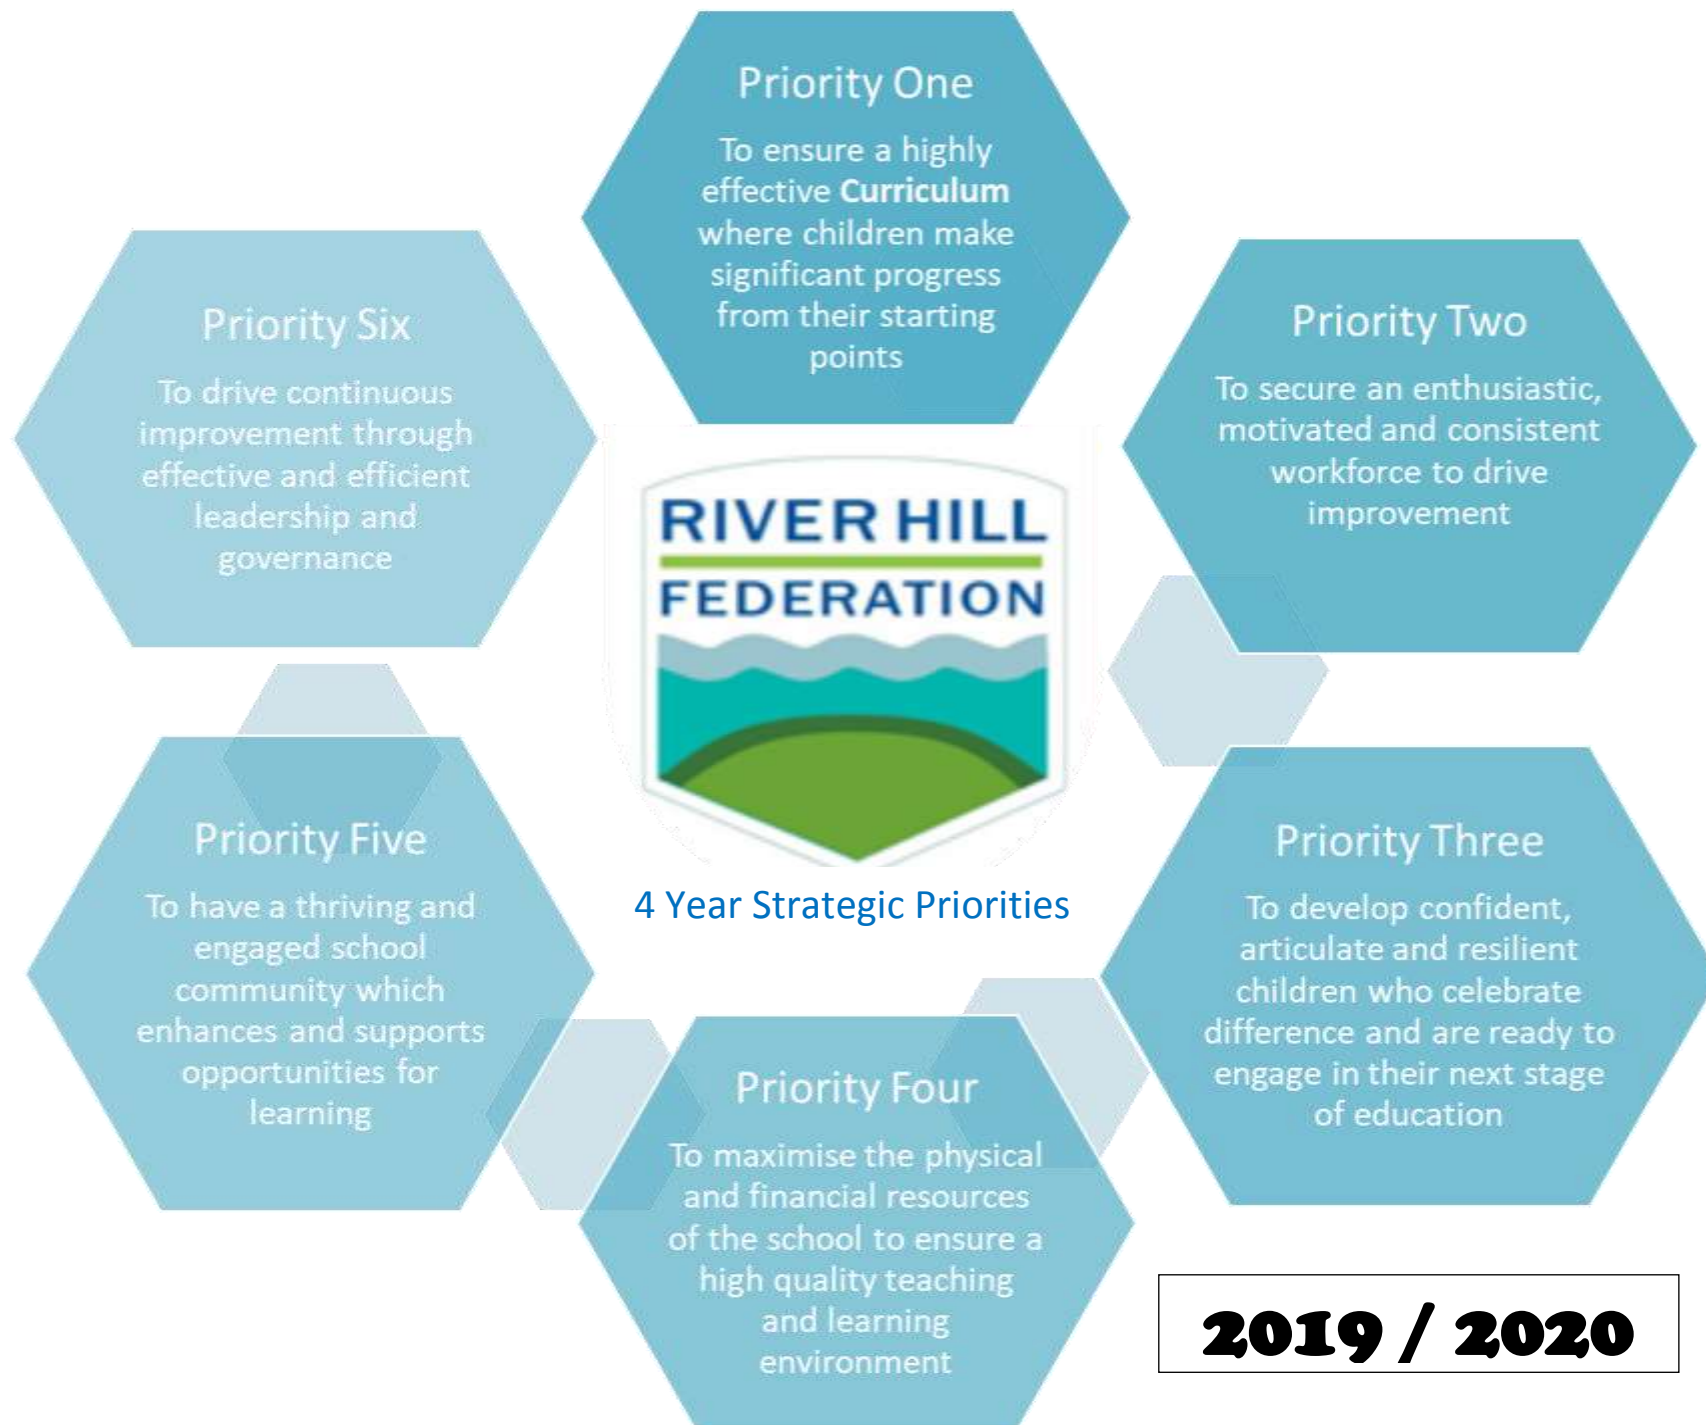 Priority One
To ensure a highly
effective Curriculum
where children make
significant progress
from their starting
points
Priority Two
To secure an enthusiastic,
motivated and consistent
workforce to drive
improvement
Priority Three
To develop confident,
articulate and resilient
children who celebrate
difference and are ready to
engage in their next stage
of education
Priority Four
To maximise the physical
and financial resources
of the school to ensure a
high quality teaching
and learning
environment
Priority Five
To have a thriving and
engaged school
community which
enhances and supports
opportunities for
learning
Priority Six
To drive continuous
improvement through
effective and efficient
leadership and
governance
RIVER HILL
FEDERATION
4 Year Strategic Priorities
2019 / 2020